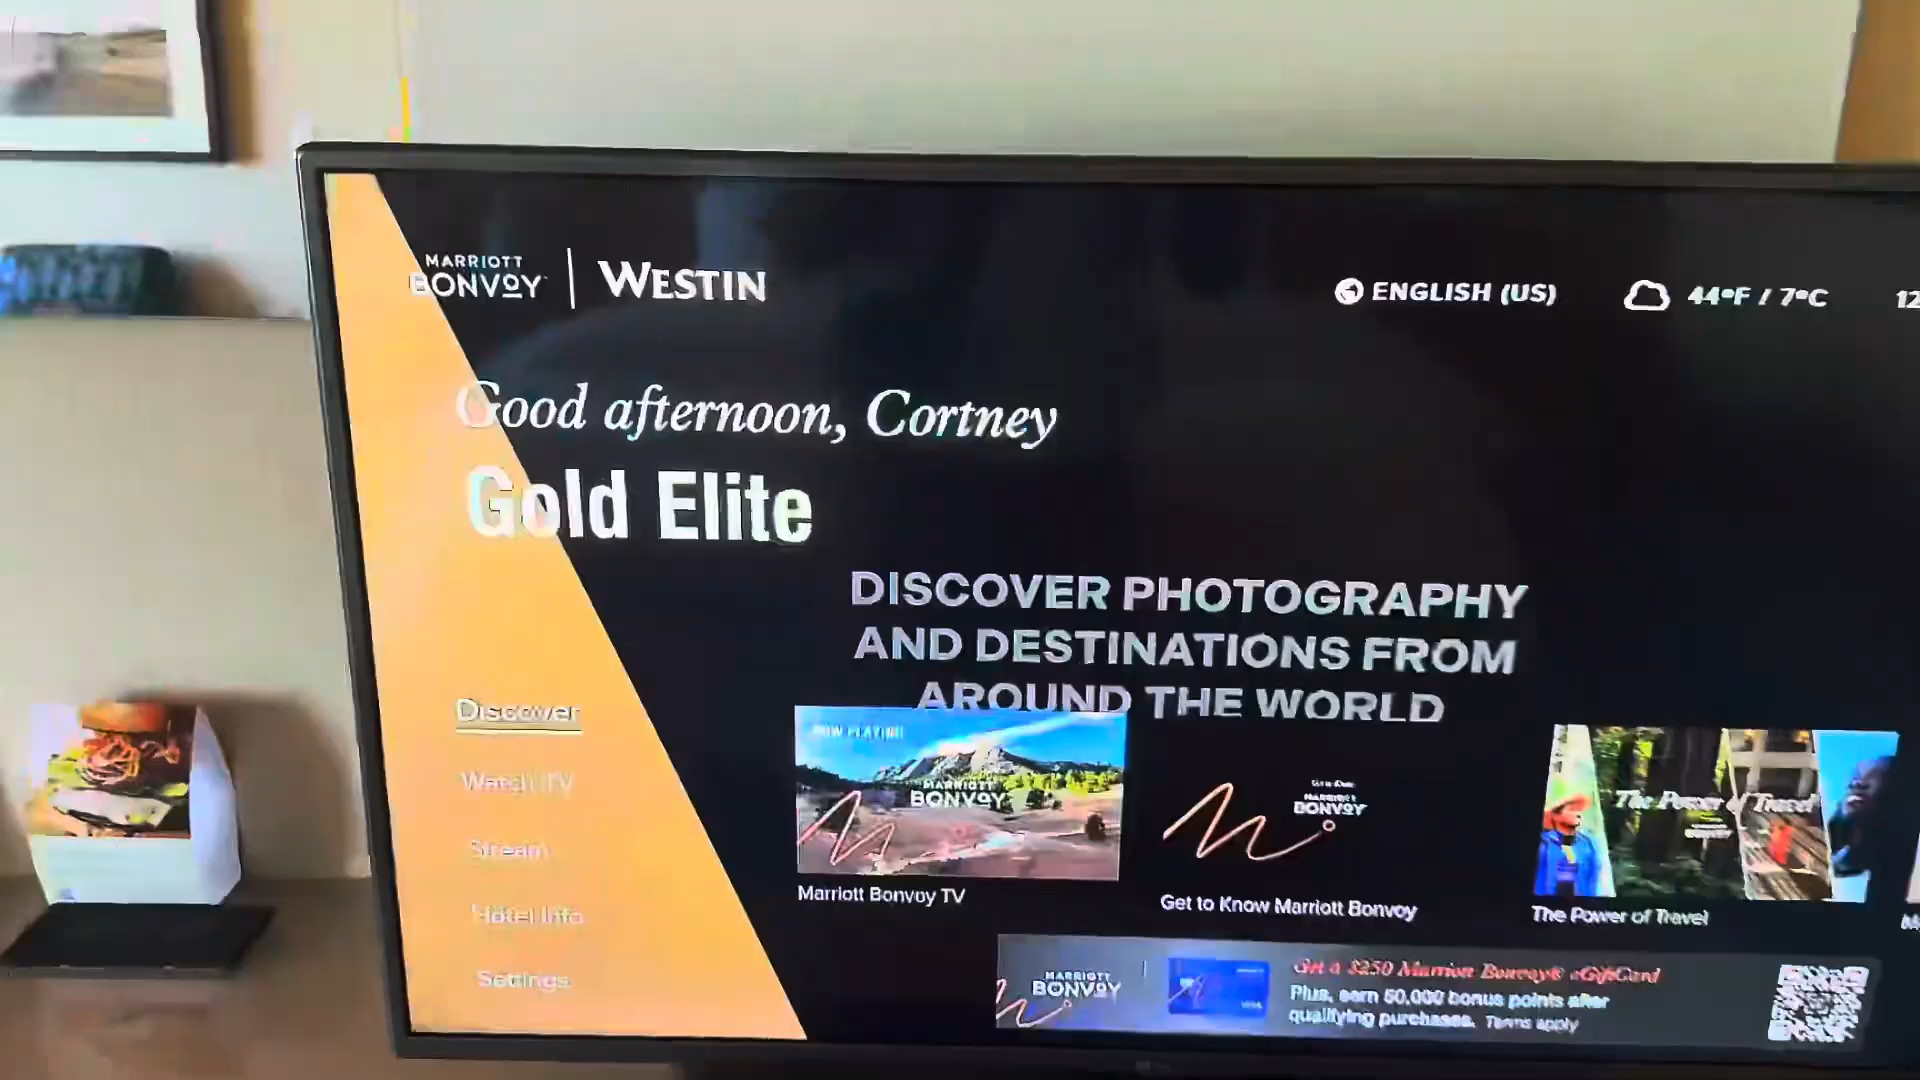 MARRIOTT
BONVOY
WESTIN
ENGLISH (US)
44°F / 7°C
12
Good afternoon, Cortney
Gold Elite
DISCOVER PHOTOGRAPHY
AND DESTINATIONS FROM
AROUND THE WORLD
Discover
Watch TV
Stream
Hotel Info
Settings
NOW PLAYING
MARRIOTT
BONVOY
Marriott Bonvoy TV
MARRIOTT
BONVOY
Get to Know Marriott Bonvoy
The Power of Travel
The Power of Travel
MARRIOTT
BONVOY
Get a $250 Marriott Bonvoy® eGiftCard
Plus, earn 50,000 bonus points after
qualifying purchases. Terms apply